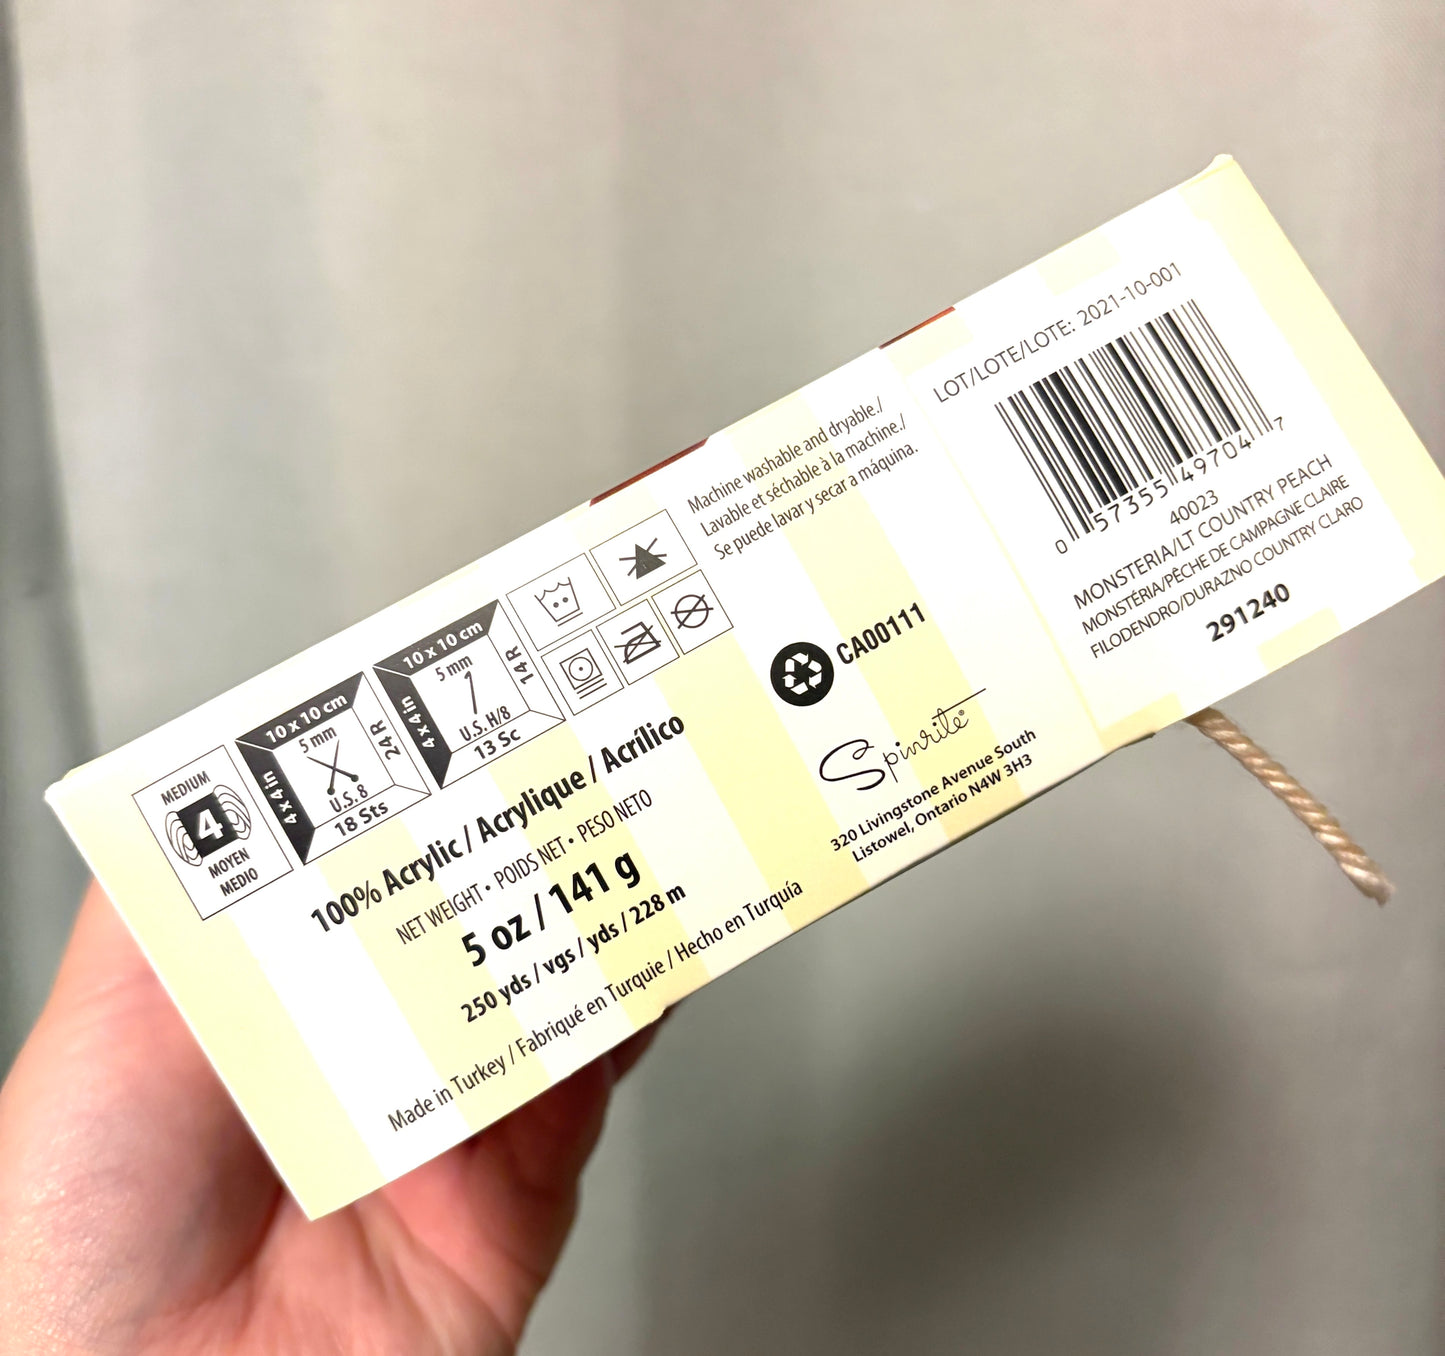 MEDIUM
4
MOYEN
MEDIO
10 x 10 cm
4 x 4 in
5 mm
24R
U.S. 8
18 Sts
10 x 10 cm
4 x 4 in
5 mm
14R
U.S. H/8
13 Sc
100% Acrylic / Acrylique / Acrílico
NET WEIGHT • POIDS NET • PESO NETO
5 oz / 141 g
250 yds / vgs / yds / 228 m
Made in Turkey / Fabriqué en Turquie / Hecho en Turquía
Machine washable and dryable./
Lavable et séchable à la machine./
Se puede lavar y secar a máquina.
CA00111
Spinrite®
320 Livingstone Avenue South
Listowel, Ontario N4W 3H3
LOT/LOTE/LOTE: 2021-10-001
0 57355 49704 7
40023
MONSTERIA/LT COUNTRY PEACH
MONSTÉRIA/PÊCHE DE CAMPAGNE CLAIRE
FILODENDRO/DURAZNO COUNTRY CLARO
291240